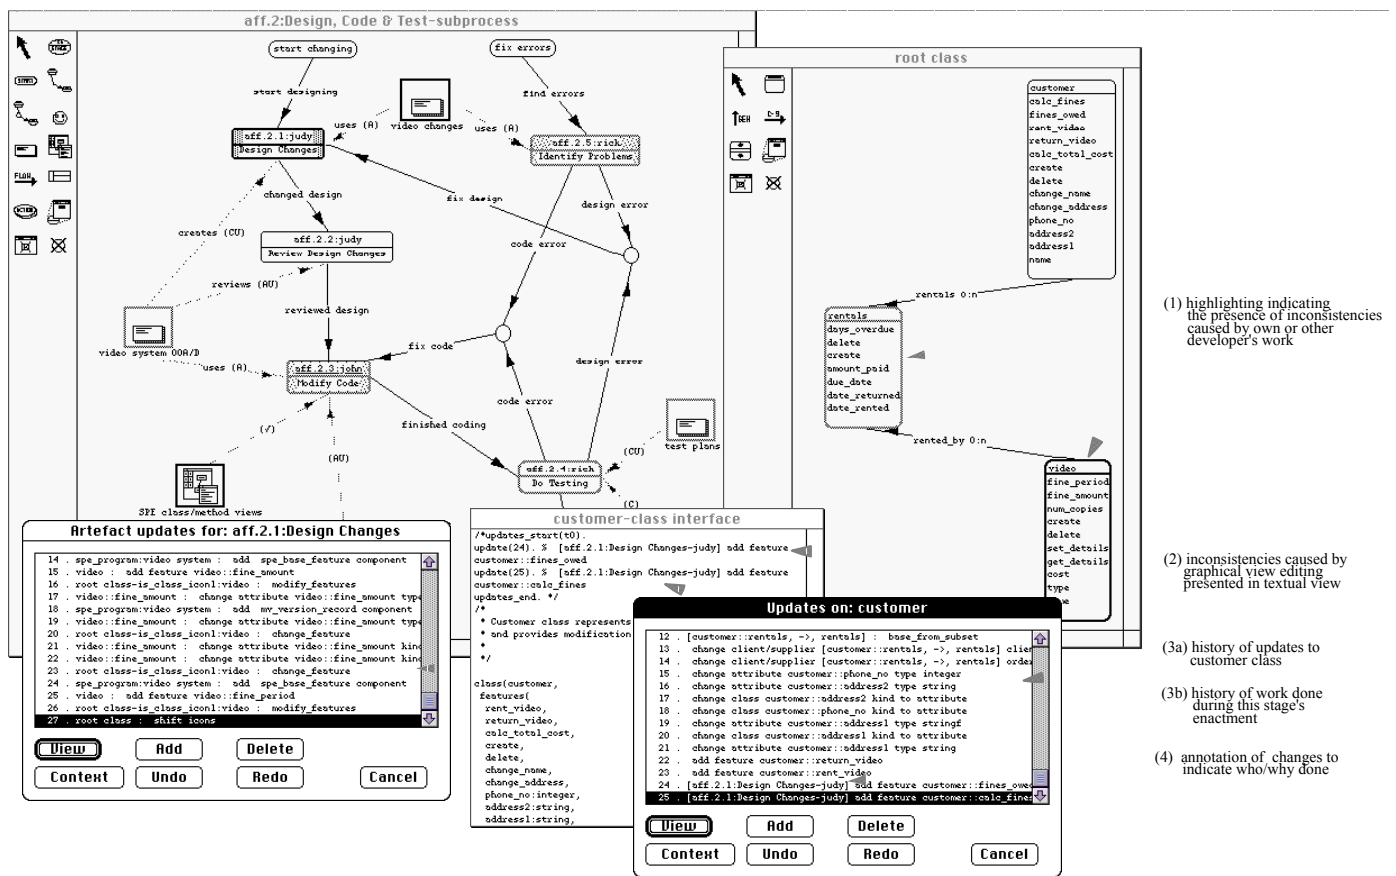 aff.2:Design, Code & Test-subprocess
start changing
fix errors
start designing
find errors
uses (A)
video changes
uses (A)
aff.2.1:judy
Design Changes
aff.2.5:rick
Identify Problems
changed design
fix design
design error
creates (CU)
code error
aff.2.2:judy
Review Design Changes
reviews (AU)
reviewed design
video system OOA/D
fix code
uses (A)
design error
aff.2.3:john
Modify Code
code error
(√)
finished coding
(AU)
test plans
(CU)
aff.2.4:rick
Do Testing
(C)
SPE class/method views
START
FLOW
root class
GEN
customer
calc_fines
fines_owed
rent_video
return_video
calc_total_cost
create
delete
change_name
change_address
phone_no
address2
address1
name
rentals 0:n
rentals
days_overdue
delete
create
amount_paid
due_date
date_returned
date_rented
rented_by 0:n
video
fine_period
fine_amount
num_copies
create
delete
set_details
get_details
cost
type
Artefact updates for: aff.2.1:Design Changes
14 . spe_program:video system : add spe_base_feature component
15 . video : add feature video::fine_amount
16 . root class-is_class_icon1:video : modify_features
17 . video::fine_amount : change attribute video::fine_amount type
18 . spe_program:video system : add mv_version_record component
19 . video::fine_amount : change attribute video::fine_amount type
20 . root class-is_class_icon1:video : change_feature
21 . video::fine_amount : change attribute video::fine_amount kind
22 . video::fine_amount : change attribute video::fine_amount kind
23 . root class-is_class_icon1:video : change_feature
24 . spe_program:video system : add spe_base_feature component
25 . video : add feature video::fine_period
26 . root class-is_class_icon1:video : modify_features
27 . root class : shift icons
View Add Delete
Context Undo Redo Cancel
customer-class interface
/*updates_start(t0).
update(24). % [aff.2.1:Design Changes-judy] add feature
customer::fines_owed
update(25). % [aff.2.1:Design Changes-judy] add feature
customer::calc_fines
updates_end. */
/*
* Customer class represents
* and provides modification
*
*/
class(customer,
features(
rent_video,
return_video,
calc_total_cost,
create,
delete,
change_name,
change_address,
phone_no:integer,
address2:string,
address1:string,
Updates on: customer
12 . [customer::rentals, ->, rentals] : base_from_subset
13 . change client/supplier [customer::rentals, ->, rentals] clien
14 . change client/supplier [customer::rentals, ->, rentals] orde
15 . change attribute customer::phone_no type integer
16 . change attribute customer::address2 type string
17 . change class customer::address2 kind to attribute
18 . change class customer::phone_no kind to attribute
19 . change attribute customer::address1 type stringf
20 . change class customer::address1 kind to attribute
21 . change attribute customer::address1 type string
22 . add feature customer::return_video
23 . add feature customer::rent_video
24 . [aff.2.1:Design Changes-judy] add feature customer::fines_owed
25 . [aff.2.1:Design Changes-judy] add feature customer::calc_fines
View Add Delete
Context Undo Redo Cancel
(1) highlighting indicating
the presence of inconsistencies
caused by own or other
developer's work
(2) inconsistencies caused by
graphical view editing
presented in textual view
(3a) history of updates to
customer class
(3b) history of work done
during this stage's
enactment
(4) annotation of changes to
indicate who/why done